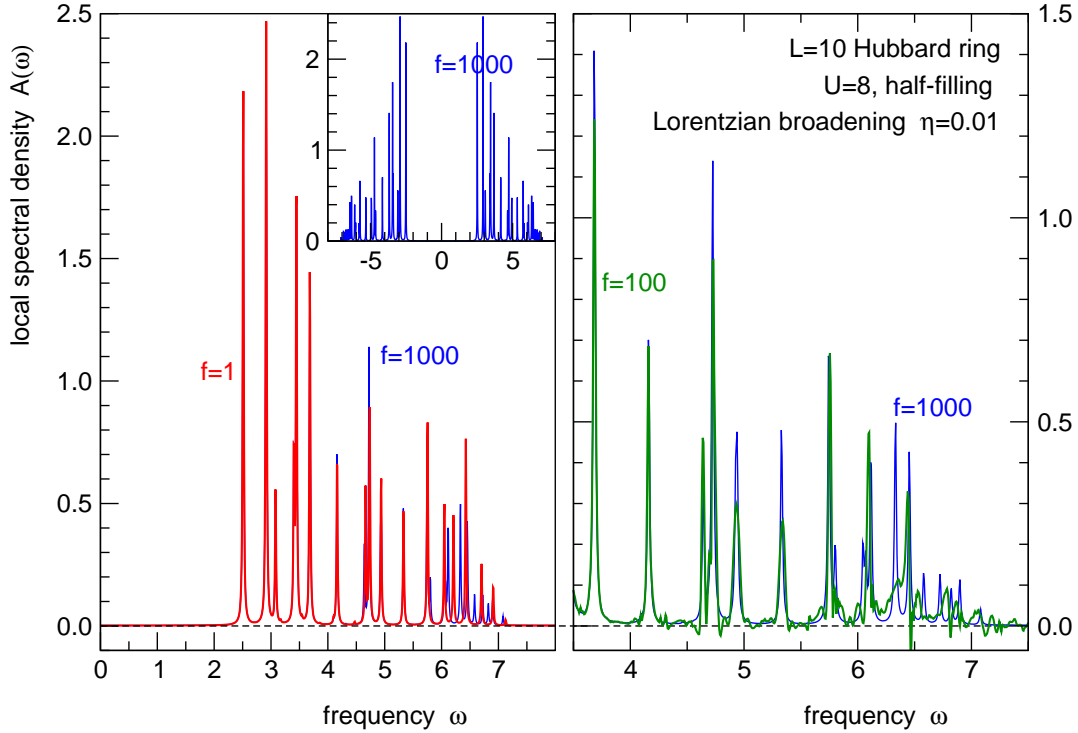 2.5
2.0
1.5
1.0
0.5
0.0
local spectral density A(ω)
0
1
2
3
4
5
6
7
frequency ω
f=1
f=1000
2
1
0
-5
0
5
f=1000
L=10 Hubbard ring
U=8, half-filling
Lorentzian broadening η=0.01
f=100
f=1000
1.5
1.0
0.5
0.0
4
5
6
7
frequency ω